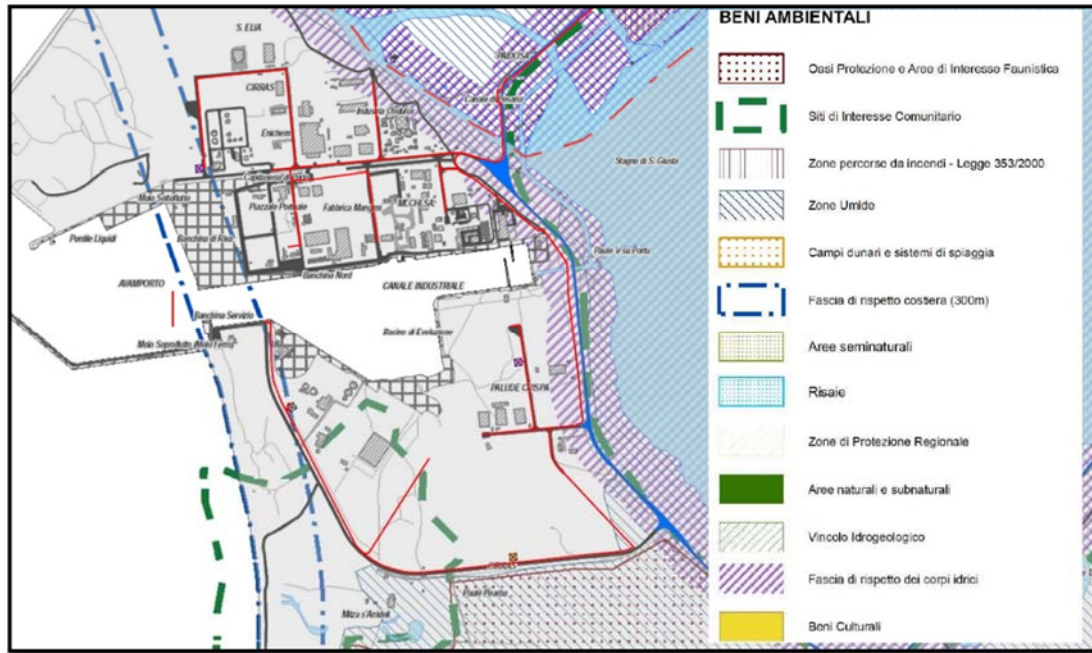 S. ELIA
CIRRAS
Enichem
PADOSA
Stagno di S. Giusta
Molo Sottoflutto
Pontile Liquidi
Banchina di Riva
Piazzale Portuale
Fabbrica Mangimi
Banchina Nord
AVAMPORTO
CANALE INDUSTRIALE
Banchina Servizio
Bacino di Evoluzione
PALUDE CRISPA
BENI AMBIENTALI
Oasi Protezione e Aree di Interesse Faunistica
Siti di Interesse Comunitario
Zone percorse da incendi - Legge 353/2000
Zone Umide
Campi dunari e sistemi di spiaggia
Fascia di rispetto costiera (300m)
Aree seminaturali
Risaie
Zone di Protezione Regionale
Aree naturali e subnaturali
Vincolo Idrogeologico
Fascia di rispetto dei corpi idrici
Beni Culturali